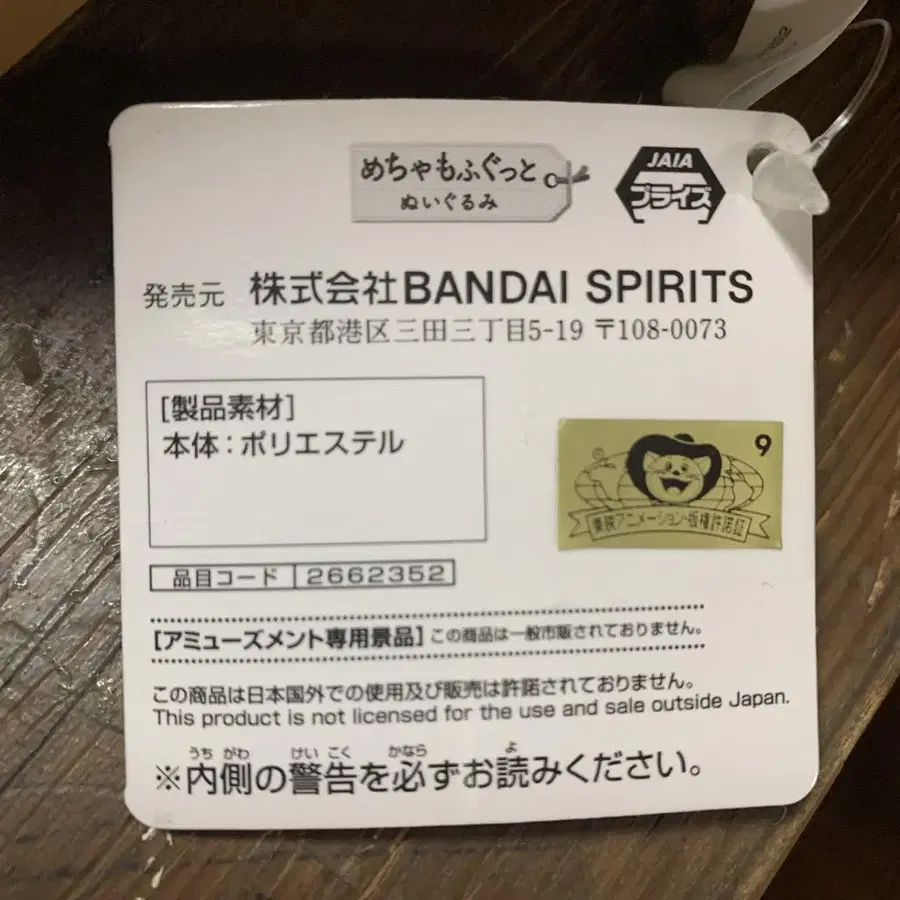 2352
めちゃもふぐっと
ぬいぐるみ
JAIA
プライズ
発売元 株式会社BANDAI SPIRITS
東京都港区三田三丁目5-19 〒108-0073
[製品素材]
本体:ポリエステル
9
©
東映アニメーション・版権許諾証
品目コード 2662352
[アミューズメント専用景品] この商品は一般市販されておりません。
この商品は日本国外での使用及び販売は許諾されておりません。
This product is not licensed for the use and sale outside Japan.
うち がわ けい こく かなら よ
※内側の警告を必ずお読みください。